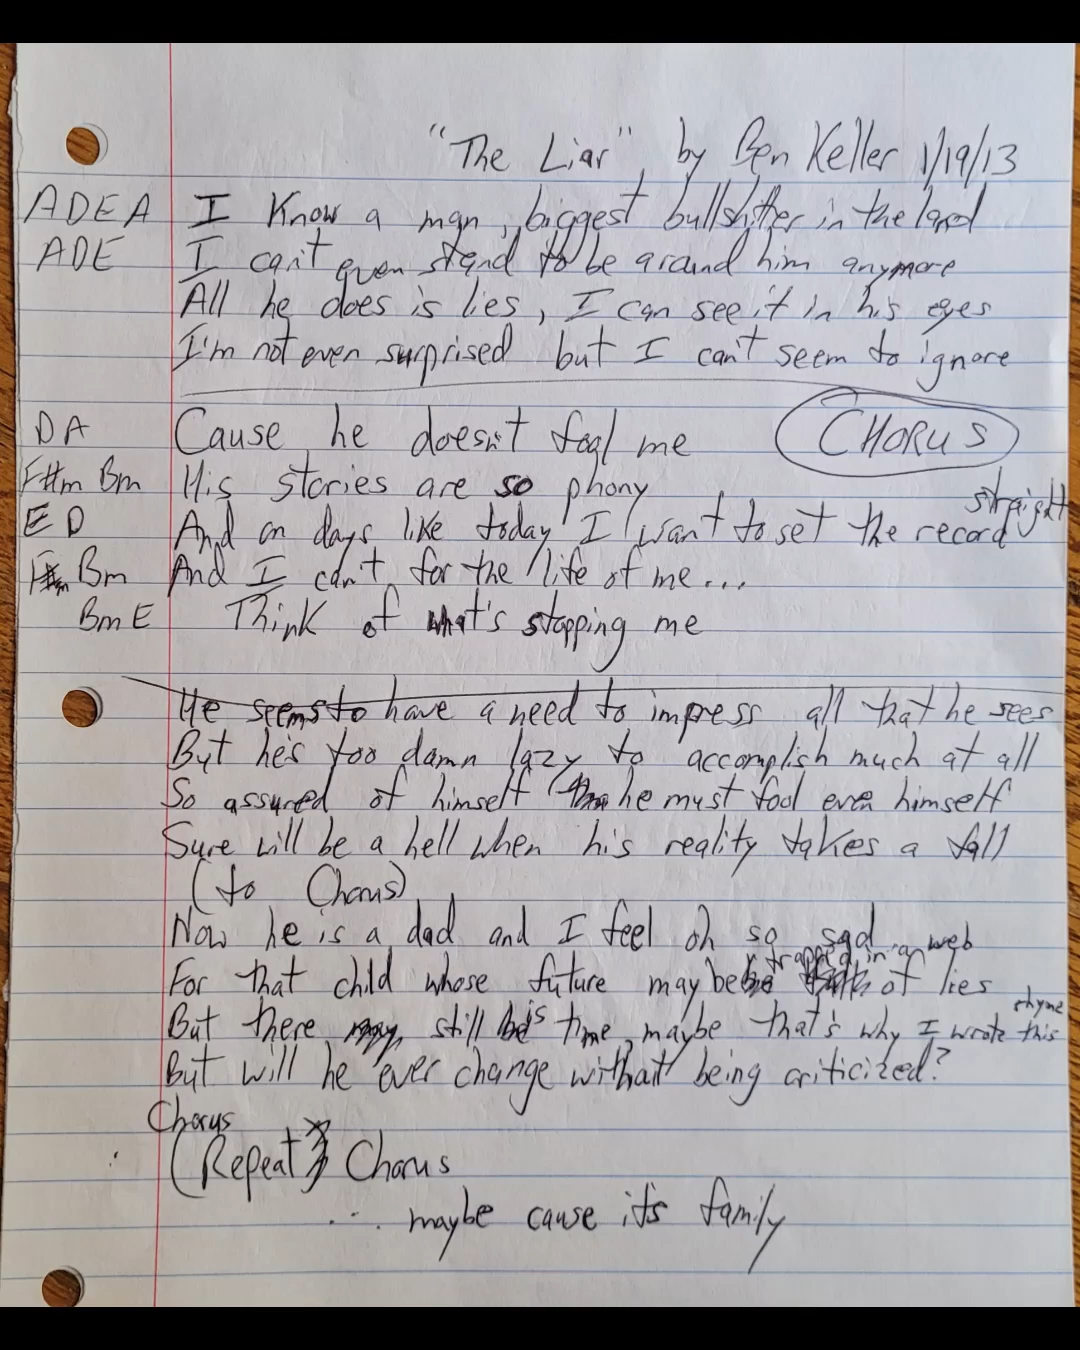 "The Liar" by Ben Keller 1/19/13
ADEA I Know a man, biggest bullshitter in the land
ADE I can't even stand to be around him anymore
All he does is lies, I can see it in his eyes
I'm not even surprised but I can't seem to ignore
DA Cause he doesn't fool me CHORUS
F#m Bm His stories are so phony
ED And on days like today I want to set the record straight
F#m Bm And I can't for the life of me...
BmE Think of what's stopping me
He seems to have a need to impress all that he sees
But he's too damn lazy to accomplish much at all
So assured of himself he must fool even himself
Sure will be a hell when his reality takes a fall
(to Chorus)
Now he is a dad and I feel oh so sad
For that child whose future may be trapped in a web of lies
But there still is time, maybe that's why I wrote this rhyme
But will he ever change without being criticized?
Chorus
(Repeat) Chorus
... maybe cause it's family